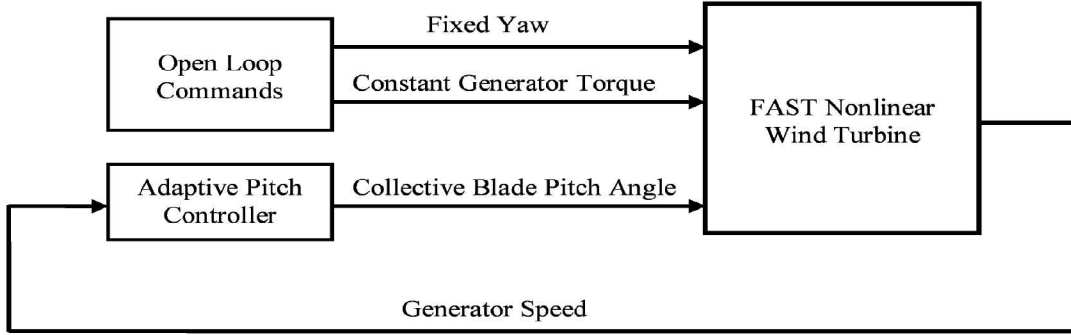 Fixed Yaw
Open Loop
Commands
Constant Generator Torque
FAST Nonlinear
Wind Turbine
Adaptive Pitch
Controller
Collective Blade Pitch Angle
Generator Speed